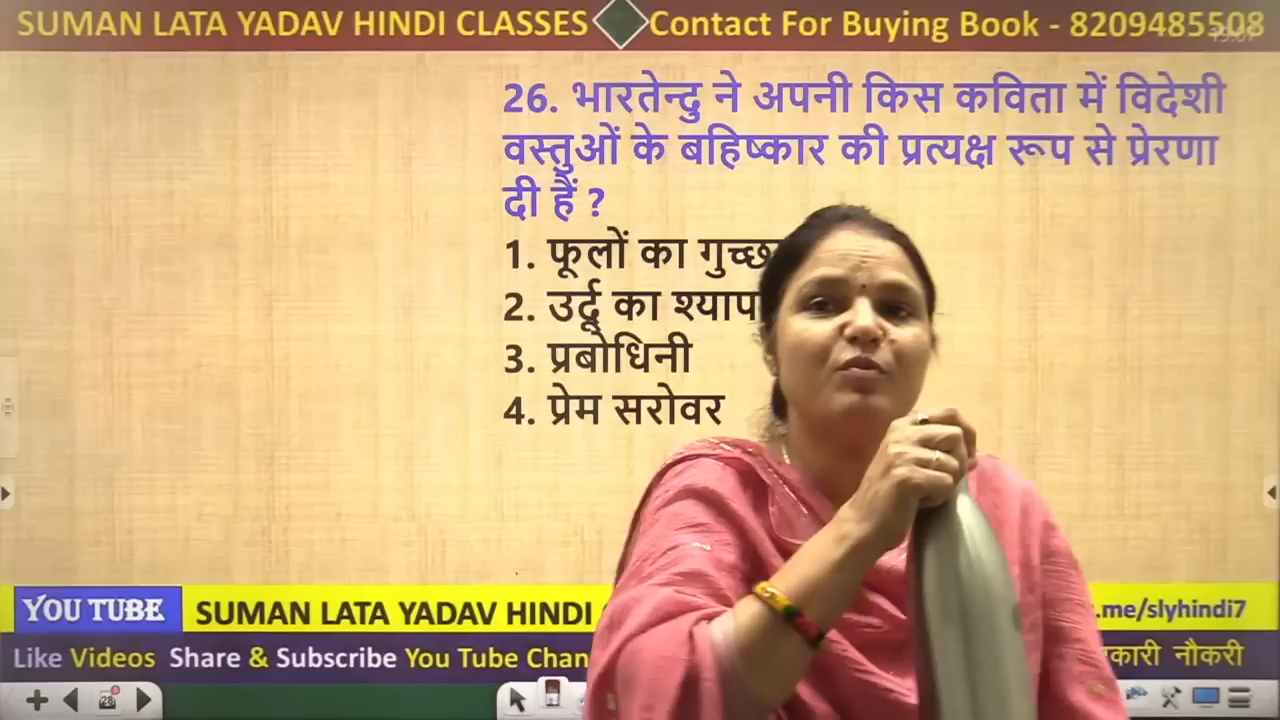 SUMAN LATA YADAV HINDI CLASSES Contact For Buying Book - 8209485508
26. भारतेन्दु ने अपनी किस कविता में विदेशी
वस्तुओं के बहिष्कार की प्रत्यक्ष रूप से प्रेरणा
दी हैं ?
1. फूलों का गुच्छ
2. उर्दू का श्याप
3. प्रबोधिनी
4. प्रेम सरोवर
YOU TUBE SUMAN LATA YADAV HINDI .me/slyhindi7
Like Videos Share & Subscribe You Tube Chan कारी नौकरी
28